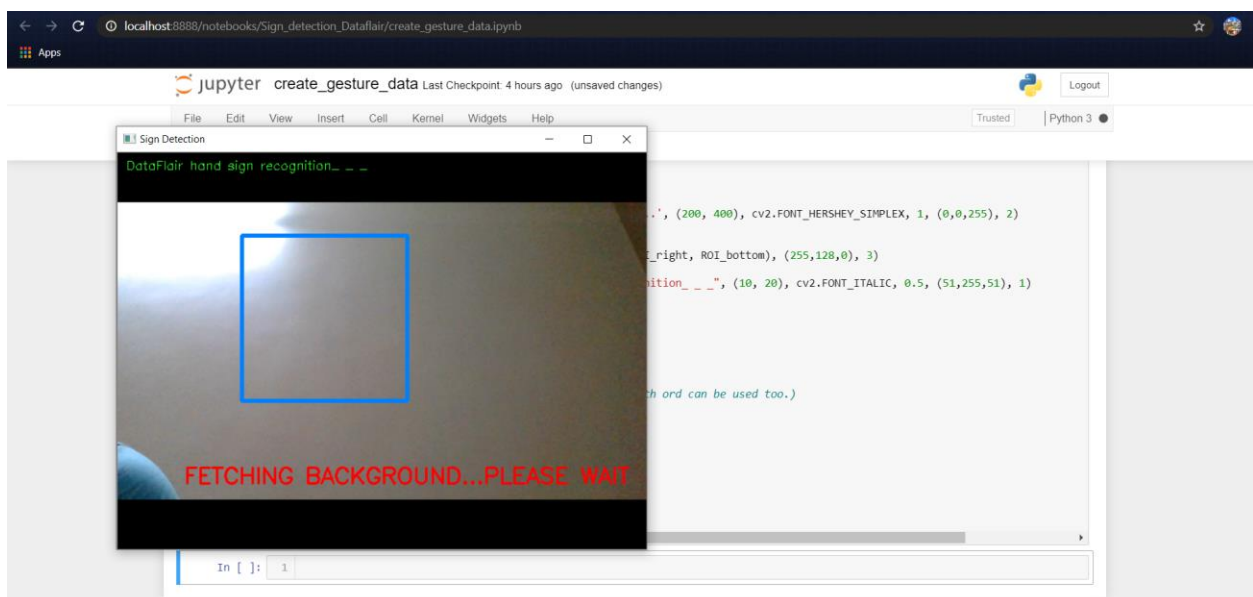 localhost:8888/notebooks/Sign_detection_Dataflair/create_gesture_data.ipynb
Apps
jupyter create_gesture_data Last Checkpoint: 4 hours ago (unsaved changes)
Logout
File Edit View Insert Cell Kernel Widgets Help
Trusted Python 3
Sign Detection
DataFlair hand sign recognition_ _ _
..', (200, 400), cv2.FONT_HERSHEY_SIMPLEX, 1, (0,0,255), 2)
I_right, ROI_bottom), (255,128,0), 3)
nition_ _ _", (10, 20), cv2.FONT_ITALIC, 0.5, (51,255,51), 1)
th ord can be used too.)
FETCHING BACKGROUND...PLEASE WAIT
In [ ]: 1